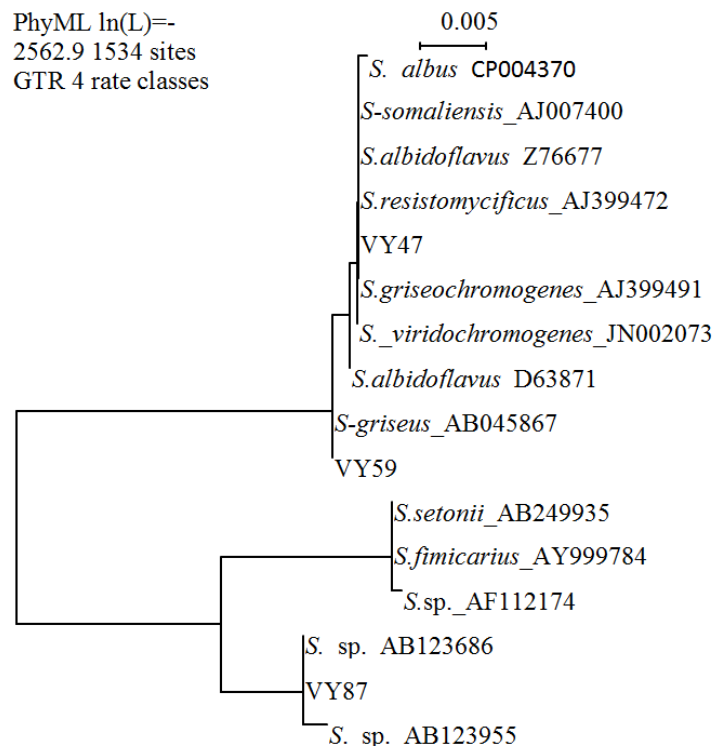 PhyML ln(L)=-
2562.9 1534 sites
GTR 4 rate classes
0.005
S. albus CP004370
S-somaliensis_AJ007400
S.albidoflavus Z76677
S.resistomycificus_AJ399472
VY47
S.griseochromogenes_AJ399491
S._viridochromogenes_JN002073
S.albidoflavus D63871
S-griseus_AB045867
VY59
S.setonii_AB249935
S.fimicarius_AY999784
S.sp._AF112174
S. sp. AB123686
VY87
S. sp. AB123955